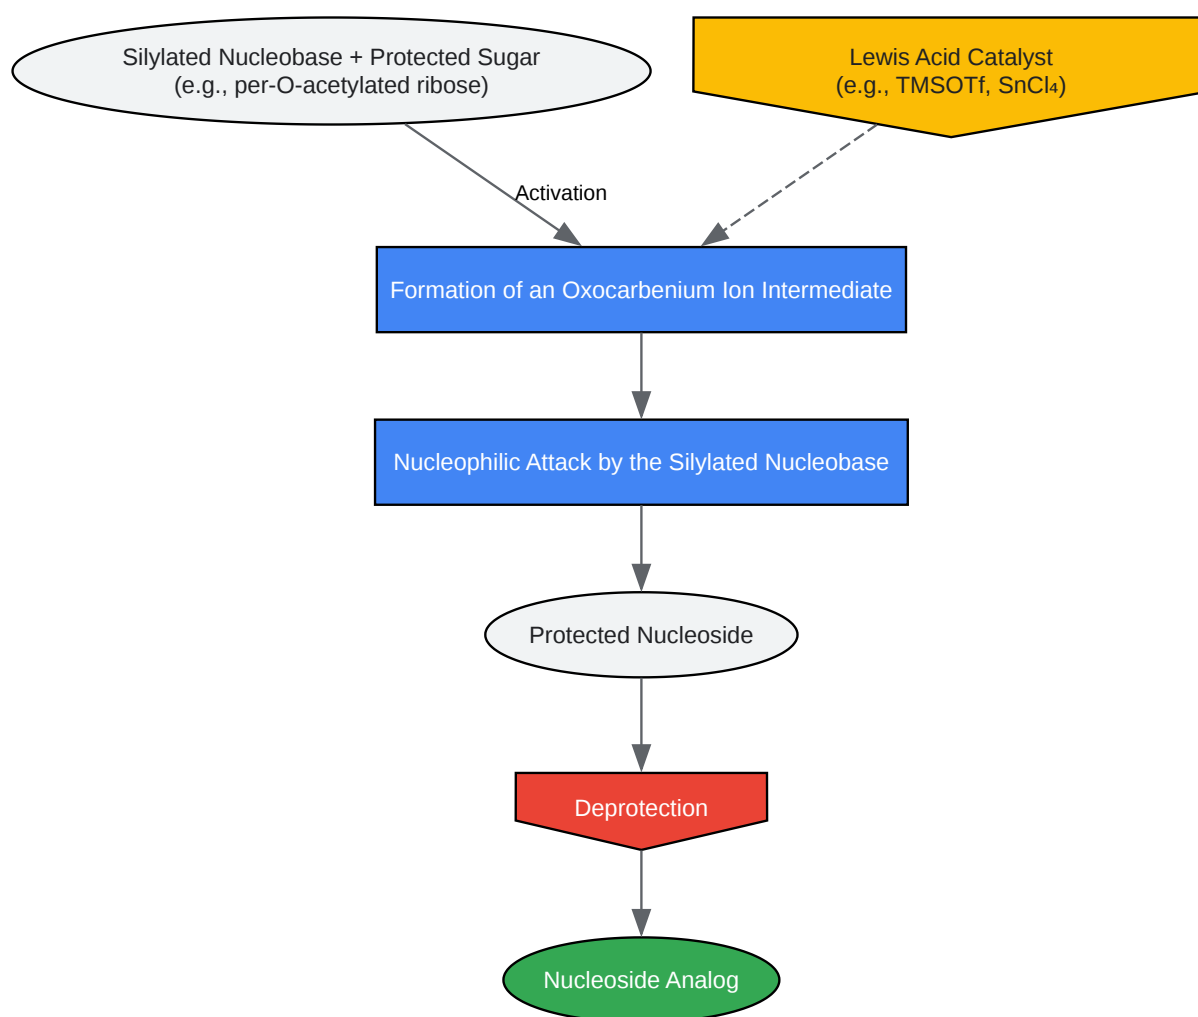 Silylated Nucleobase + Protected Sugar
(e.g., per-O-acetylated ribose)
Lewis Acid Catalyst
(e.g., TMSOTf, SnCl₄)
Activation
Formation of an Oxocarbenium Ion Intermediate
Nucleophilic Attack by the Silylated Nucleobase
Protected Nucleoside
Deprotection
Nucleoside Analog